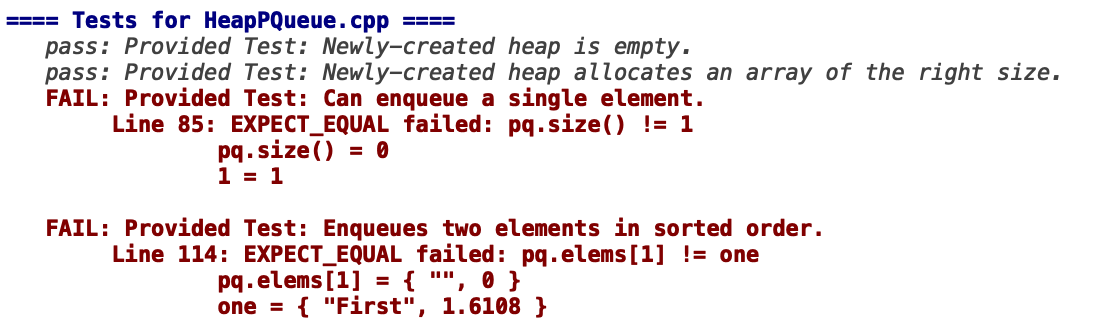 ==== Tests for HeapPQueue.cpp ====
pass: Provided Test: Newly-created heap is empty.
pass: Provided Test: Newly-created heap allocates an array of the right size.
FAIL: Provided Test: Can enqueue a single element.
Line 85: EXPECT_EQUAL failed: pq.size() != 1
pq.size() = 0
1 = 1
FAIL: Provided Test: Enqueues two elements in sorted order.
Line 114: EXPECT_EQUAL failed: pq.elems[1] != one
pq.elems[1] = { "", 0 }
one = { "First", 1.6108 }